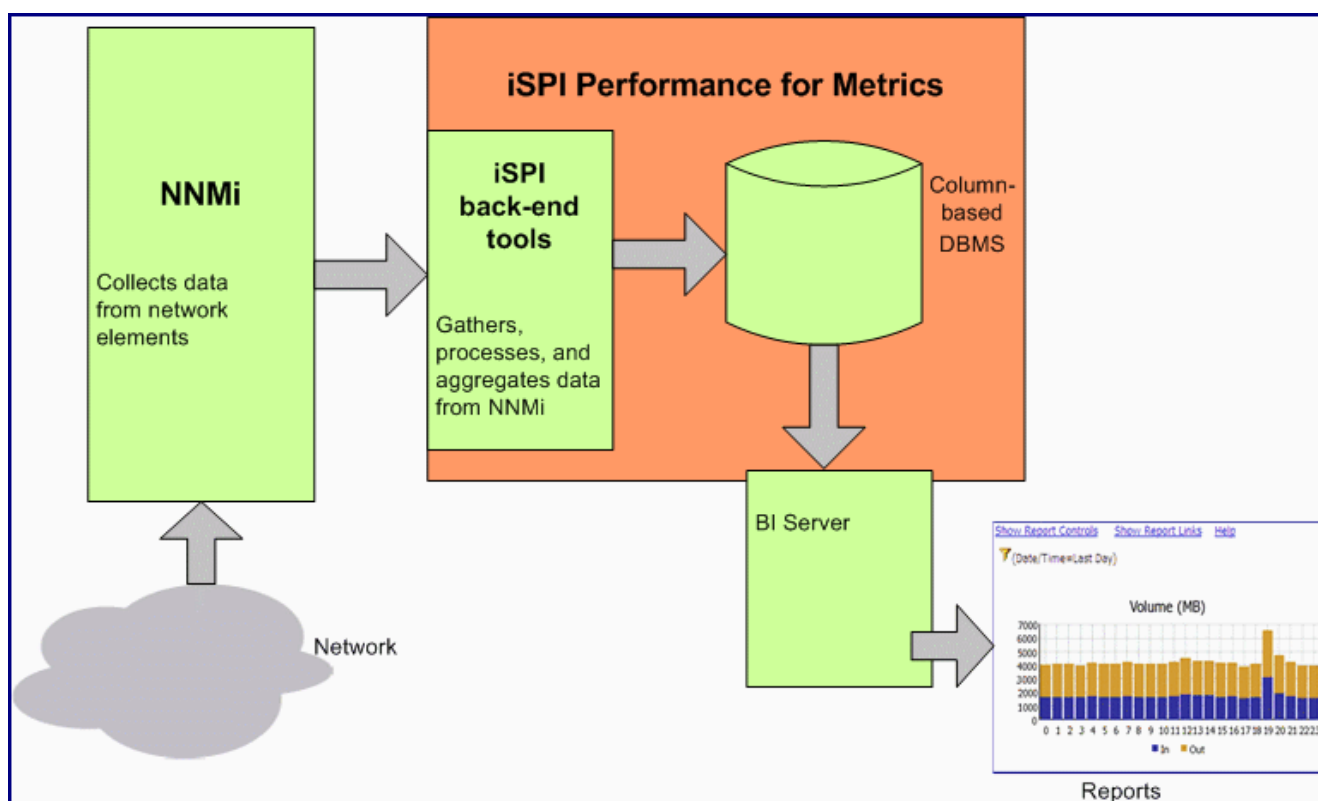 iSPI Performance for Metrics
NNMi
Collects data
from network
elements
iSPI
back-end
tools
Gathers,
processes, and
aggregates data
from NNMi
Column-
based
DBMS
BI Server
Network
Show Report Controls Show Report Links Help
(Date/Time=Last Day)
Volume (MB)
7000
6000
5000
4000
3000
2000
1000
0
0 1 2 3 4 5 6 7 8 9 10 11 12 13 14 15 16 17 18 19 20 21 22 23
In Out
Reports